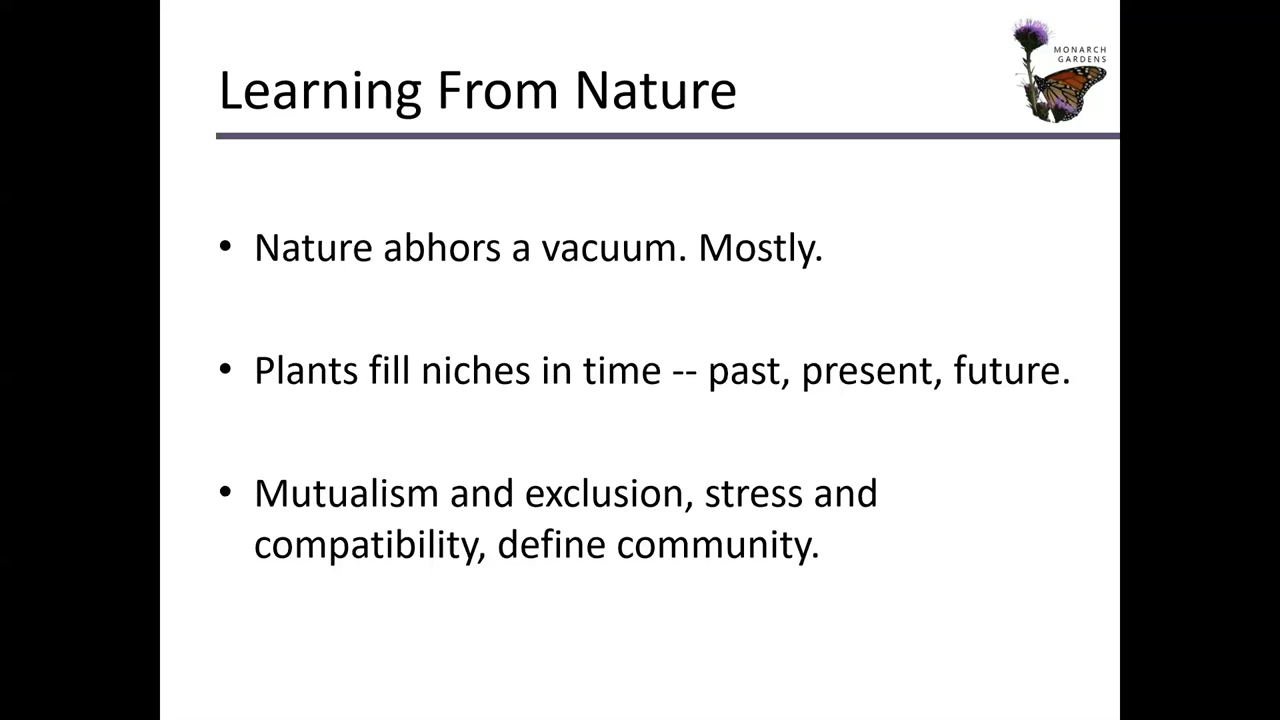 MONARCH
GARDENS
Learning From Nature
• Nature abhors a vacuum. Mostly.
• Plants fill niches in time -- past, present, future.
• Mutualism and exclusion, stress and
compatibility, define community.